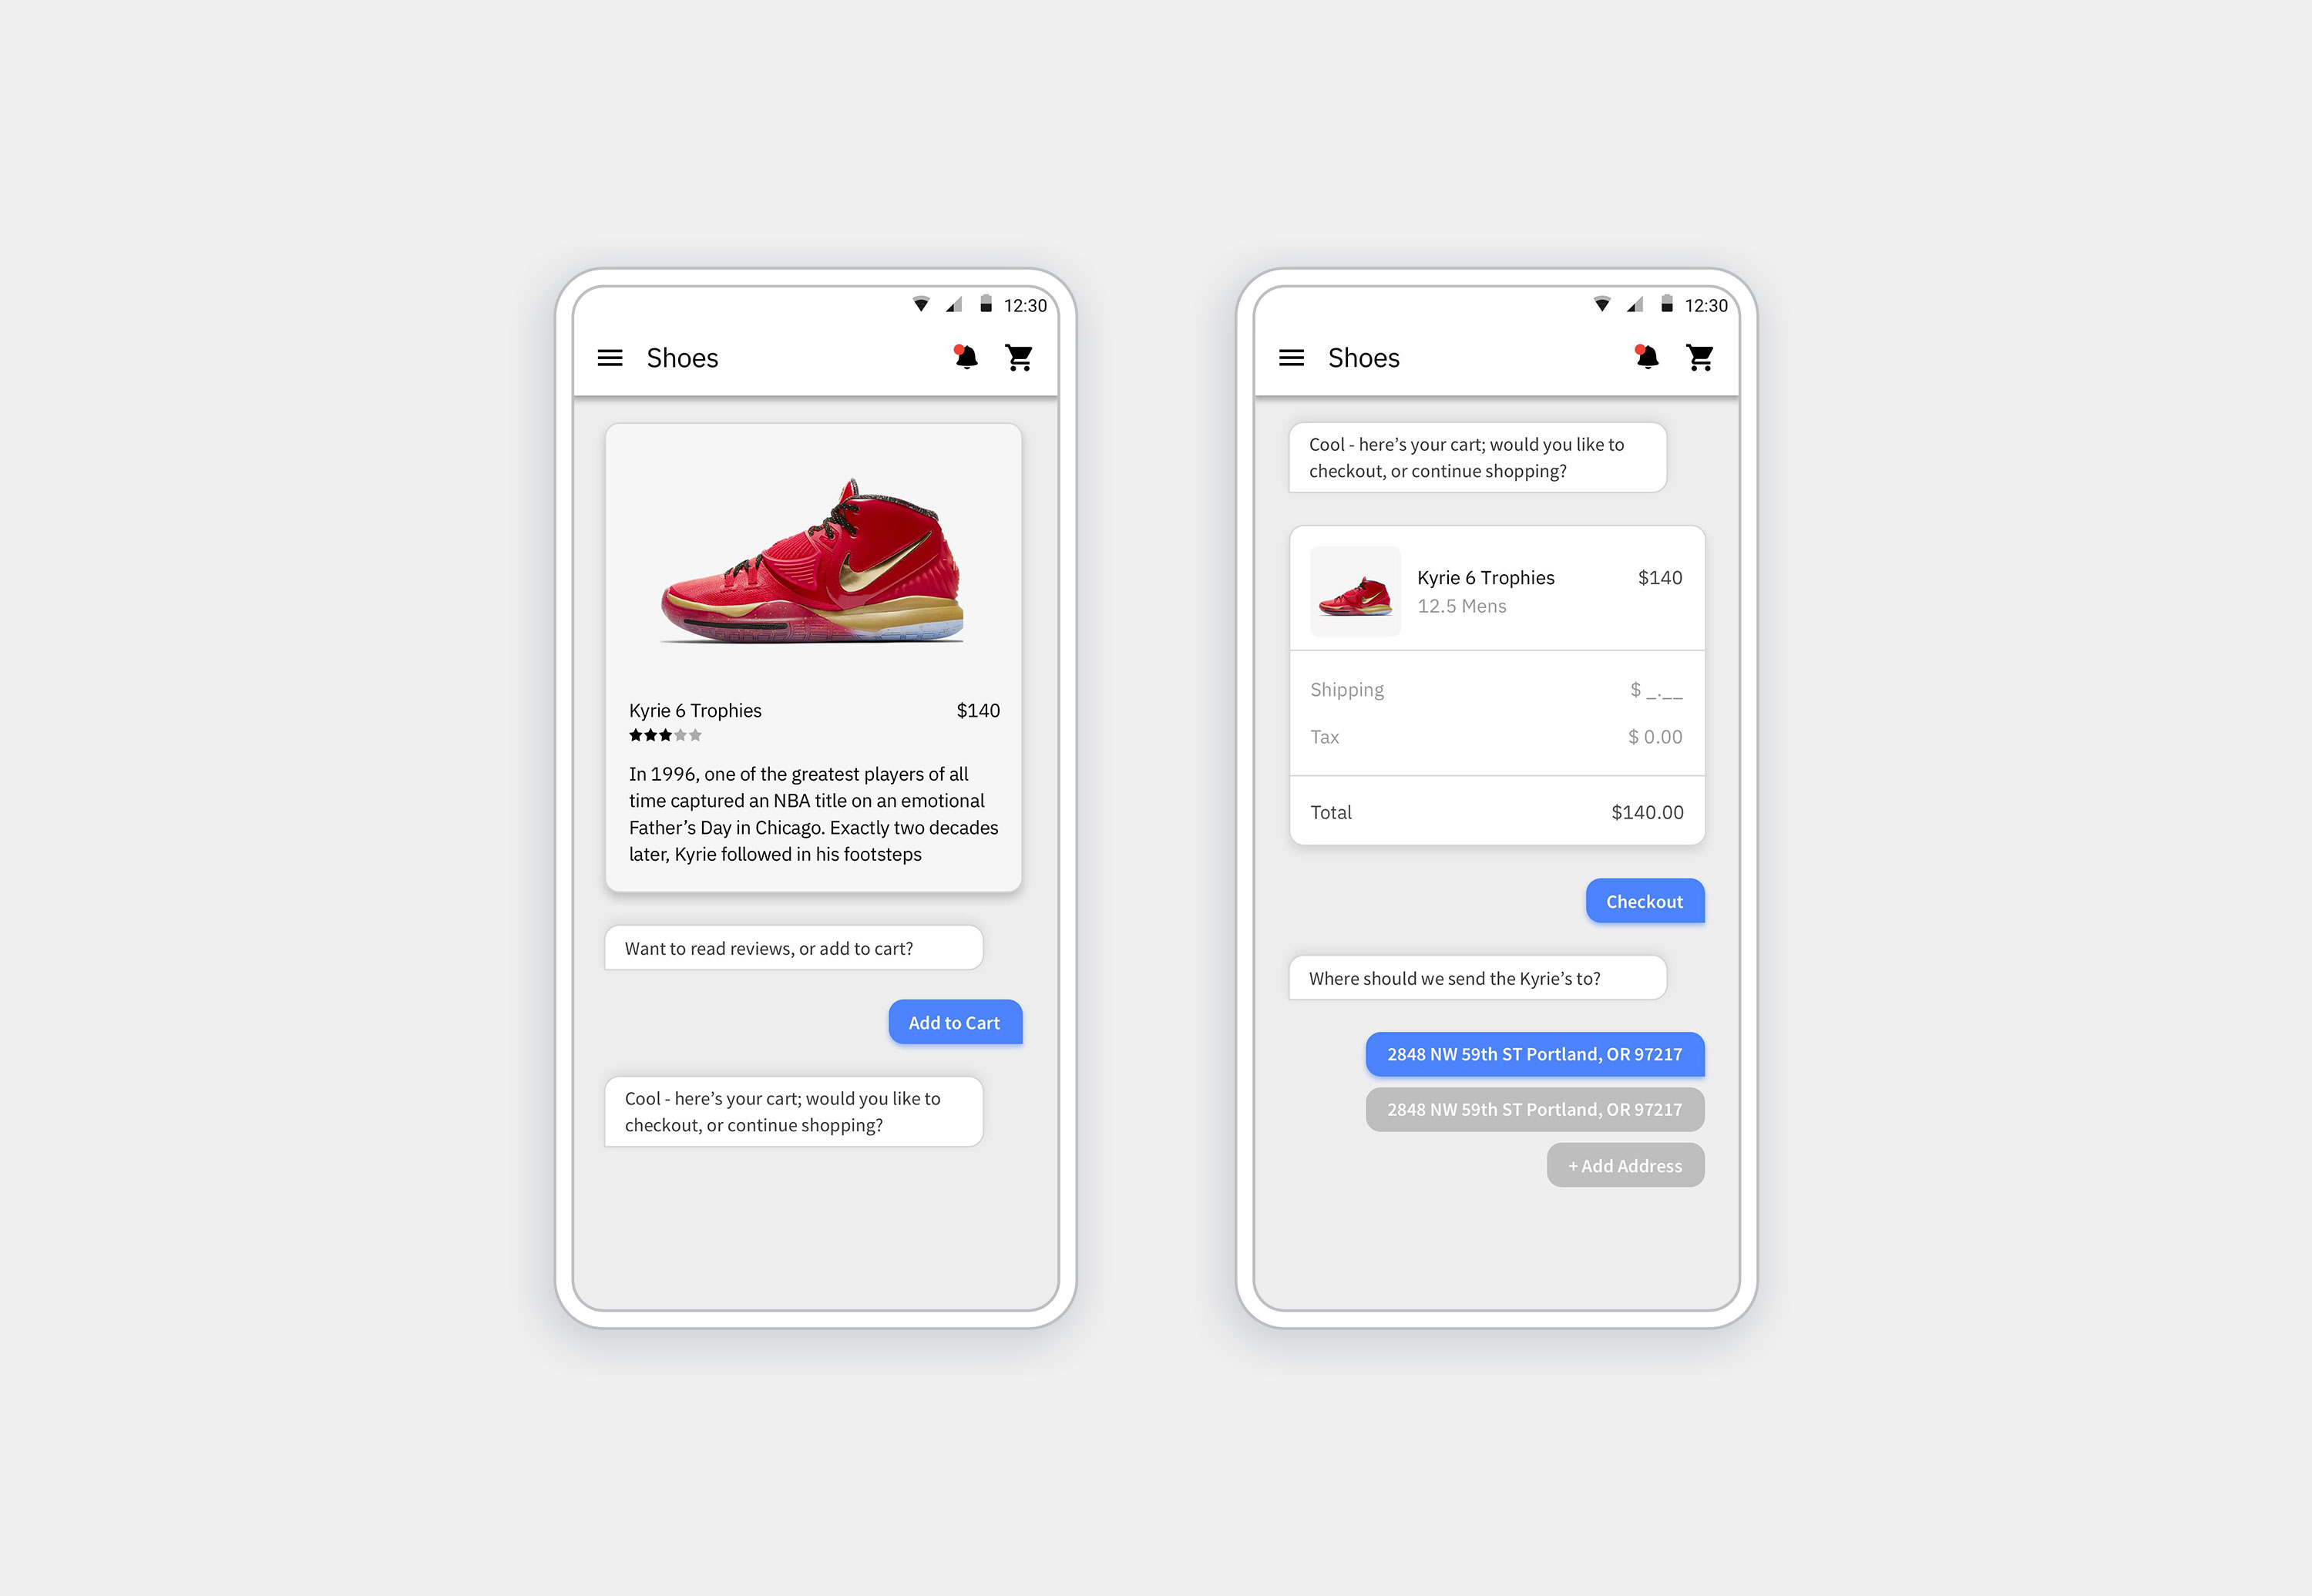 12:30
Shoes
Kyrie 6 Trophies $140
In 1996, one of the greatest players of all
time captured an NBA title on an emotional
Father’s Day in Chicago. Exactly two decades
later, Kyrie followed in his footsteps
Want to read reviews, or add to cart?
Add to Cart
Cool - here’s your cart; would you like to
checkout, or continue shopping?
12:30
Shoes
Cool - here’s your cart; would you like to
checkout, or continue shopping?
Kyrie 6 Trophies $140
12.5 Mens
Shipping $ _.__
Tax $ 0.00
Total $140.00
Checkout
Where should we send the Kyrie’s to?
2848 NW 59th ST Portland, OR 97217
2848 NW 59th ST Portland, OR 97217
+ Add Address